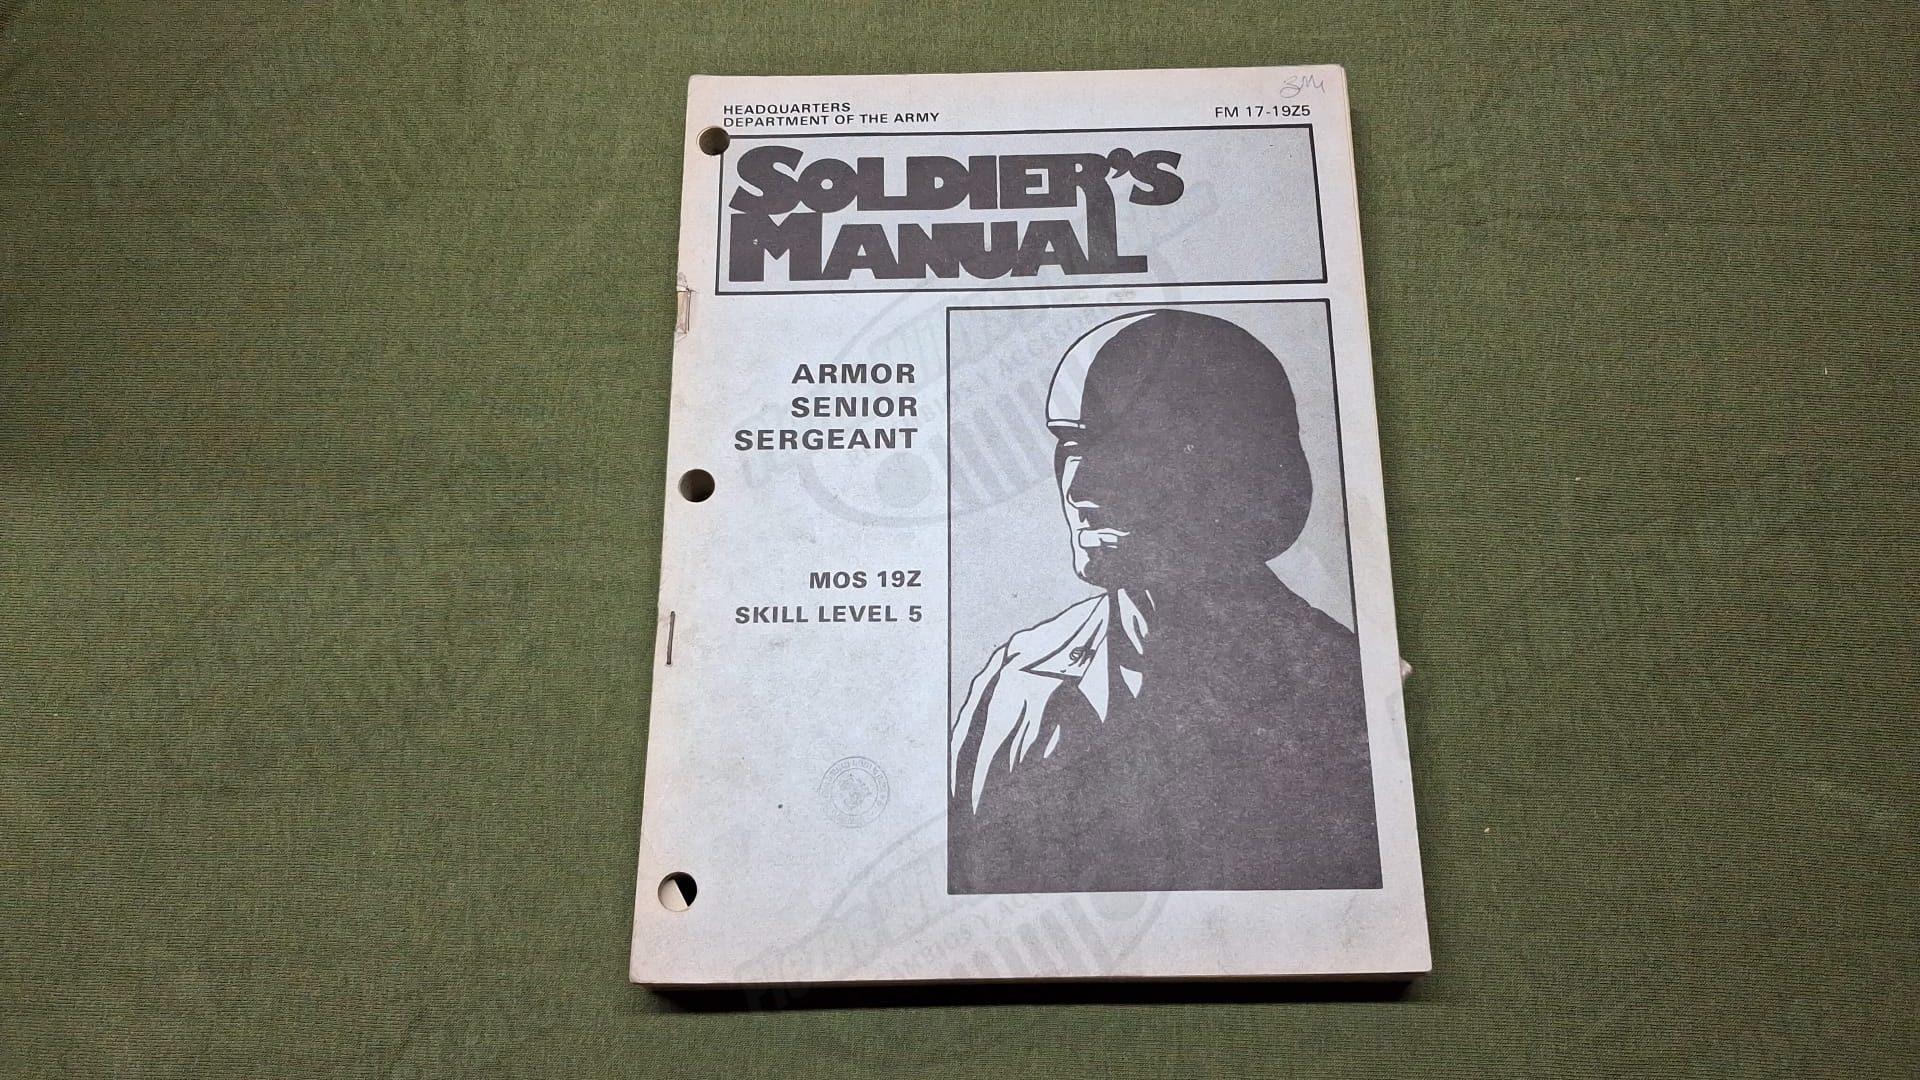 HEADQUARTERS
DEPARTMENT OF THE ARMY
FM 17-19Z5
SOLDIER'S
MANUAL
ARMOR
SENIOR
SERGEANT
MOS 19Z
SKILL LEVEL 5